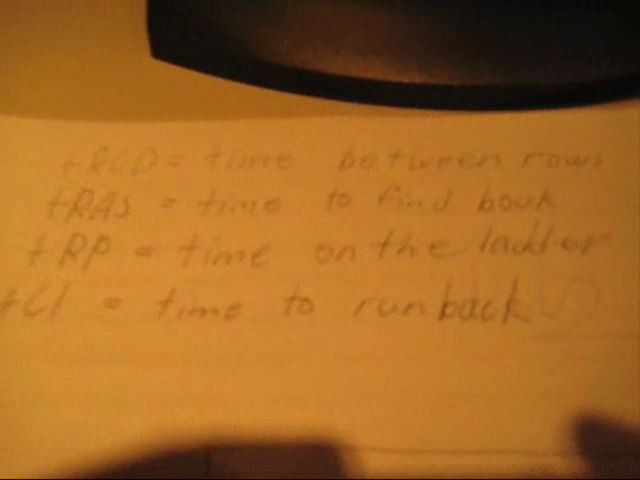 tRCD = time between rows
tRAS = time to find book
tRP = time on the ladder
tCl = time to run back